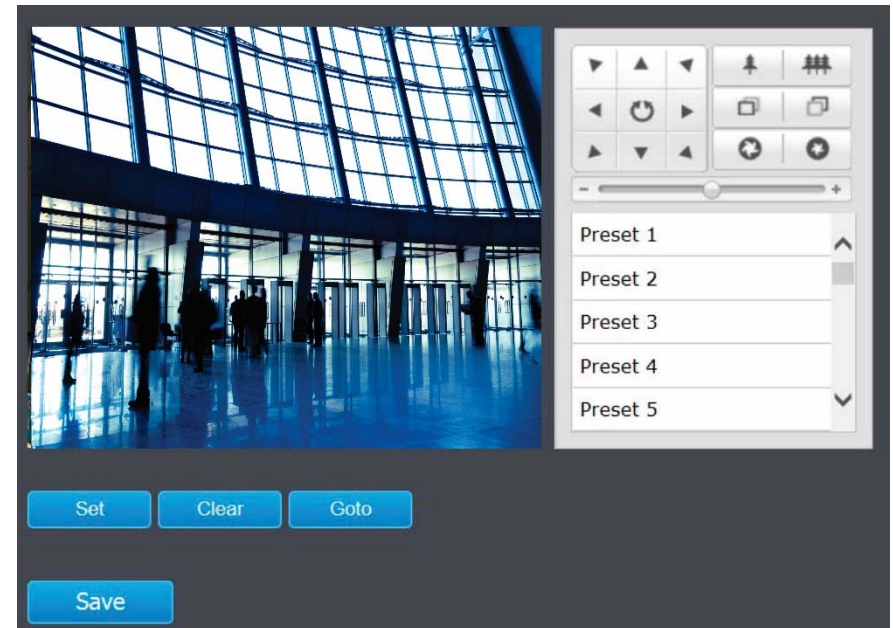 - +
Preset 1
Preset 2
Preset 3
Preset 4
Preset 5
Set Clear Goto
Save